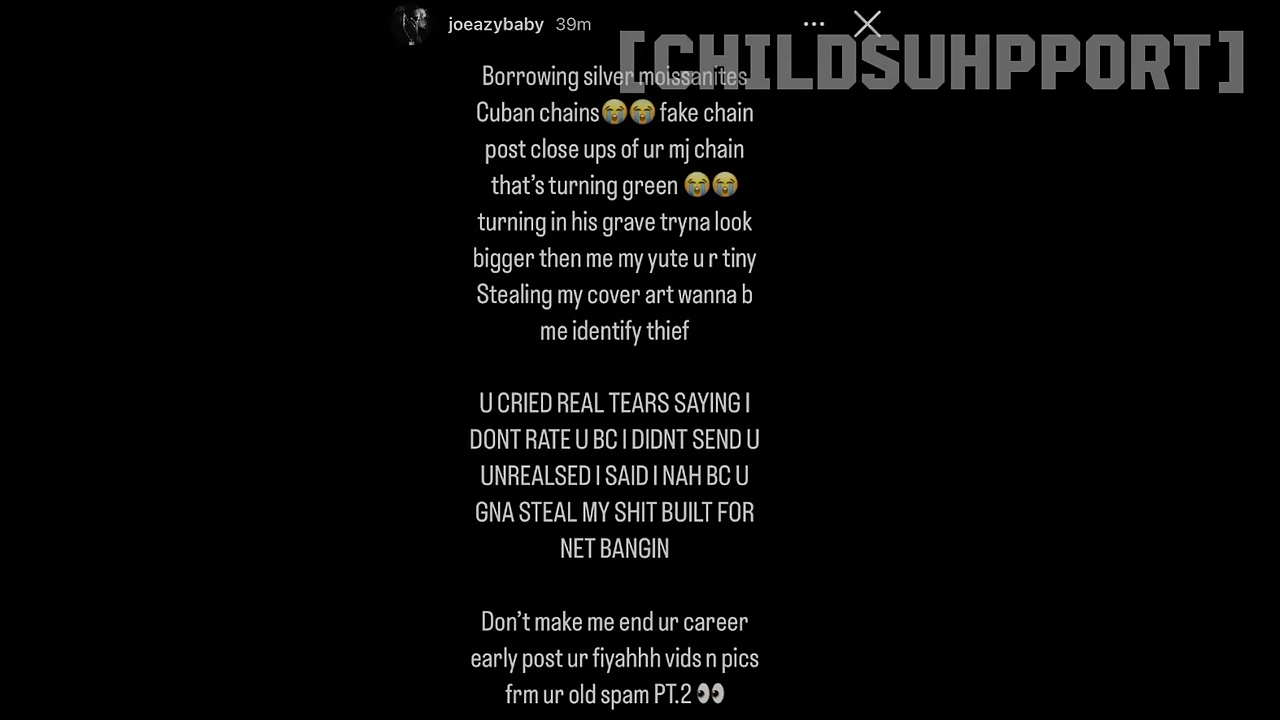 joeazybaby 39m
[CHILDSUHPPORT]
Borrowing silver moissanites
Cuban chains😭😭 fake chain
post close ups of ur mj chain
that's turning green 😭😭
turning in his grave tryna look
bigger then me my yute u r tiny
Stealing my cover art wanna b
me identify thief
U CRIED REAL TEARS SAYING I
DONT RATE U BC I DIDNT SEND U
UNREALSED I SAID I NAH BC U
GNA STEAL MY SHIT BUILT FOR
NET BANGIN
Don't make me end ur career
early post ur fiyahhh vids n pics
frm ur old spam PT.2 👀